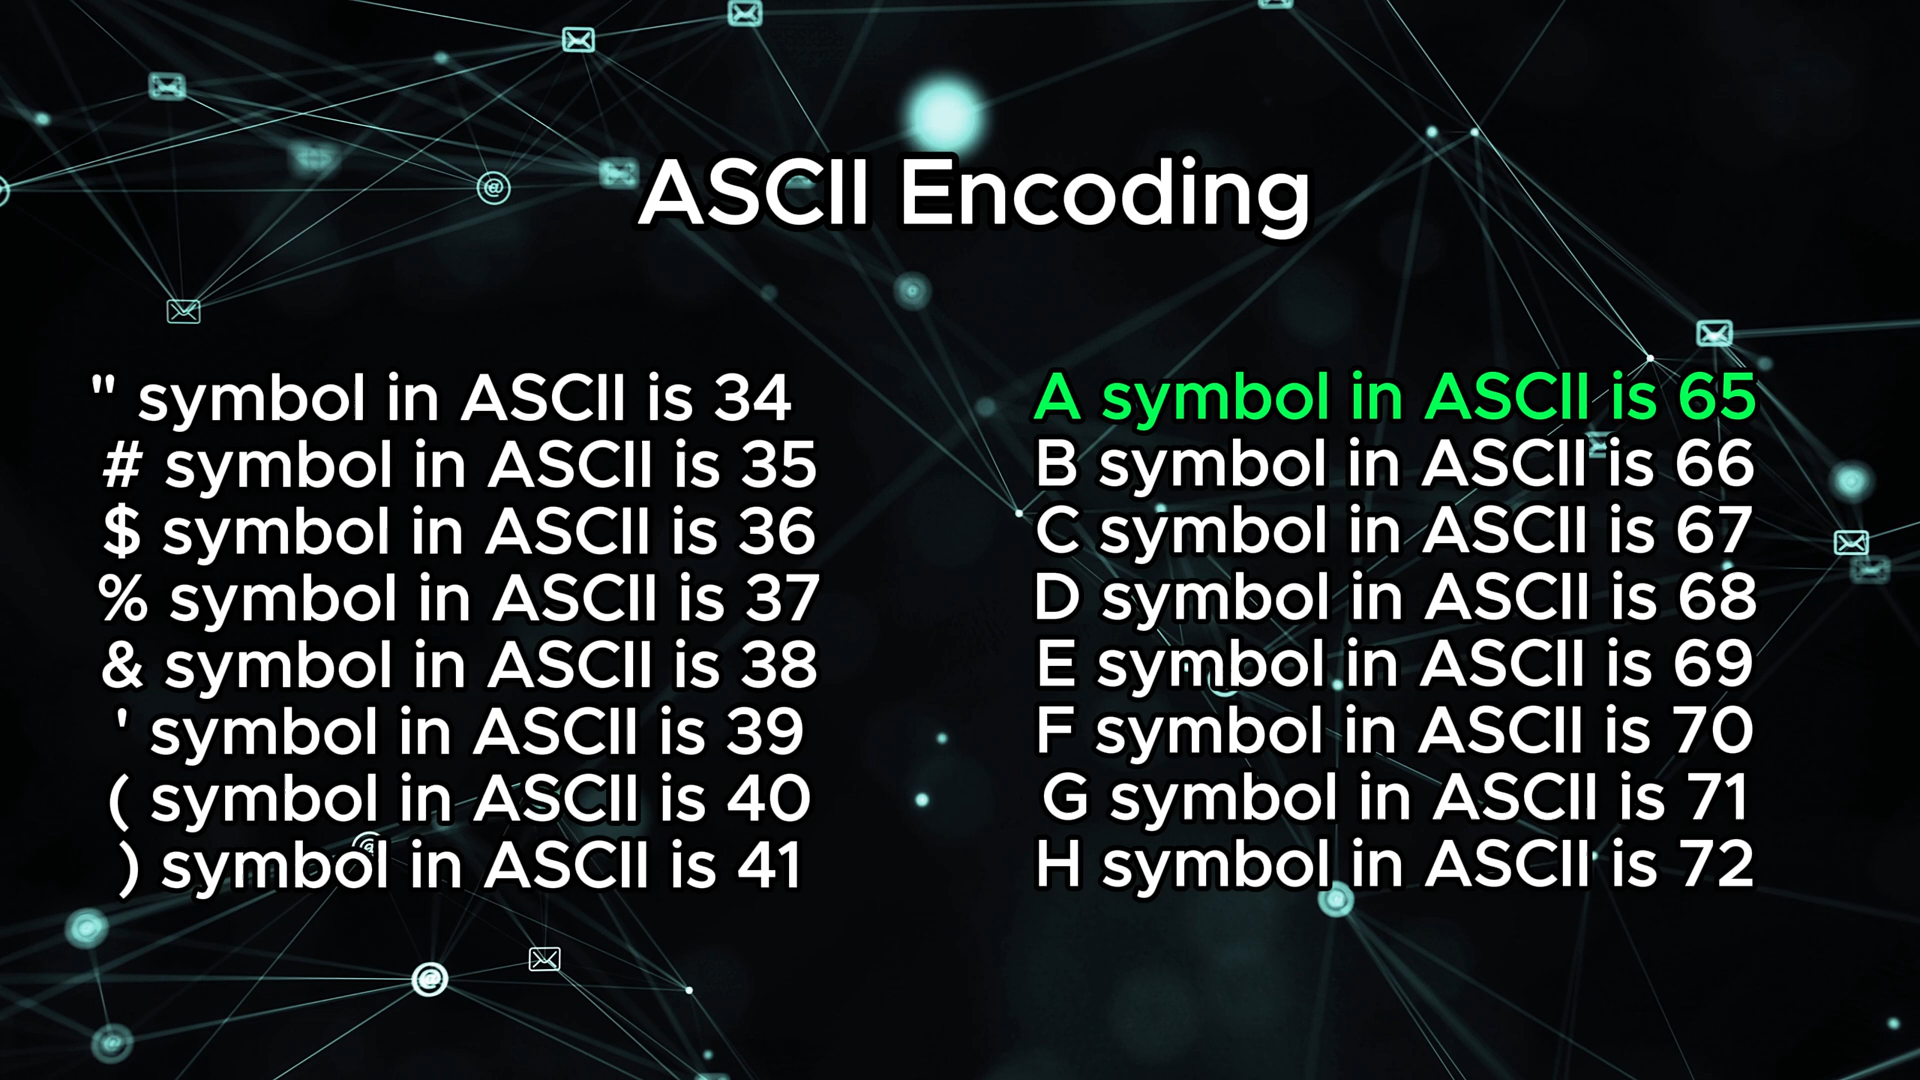 ASCII Encoding
" symbol in ASCII is 34
# symbol in ASCII is 35
$ symbol in ASCII is 36
% symbol in ASCII is 37
& symbol in ASCII is 38
' symbol in ASCII is 39
( symbol in ASCII is 40
) symbol in ASCII is 41
A symbol in ASCII is 65
B symbol in ASCII is 66
C symbol in ASCII is 67
D symbol in ASCII is 68
E symbol in ASCII is 69
F symbol in ASCII is 70
G symbol in ASCII is 71
H symbol in ASCII is 72